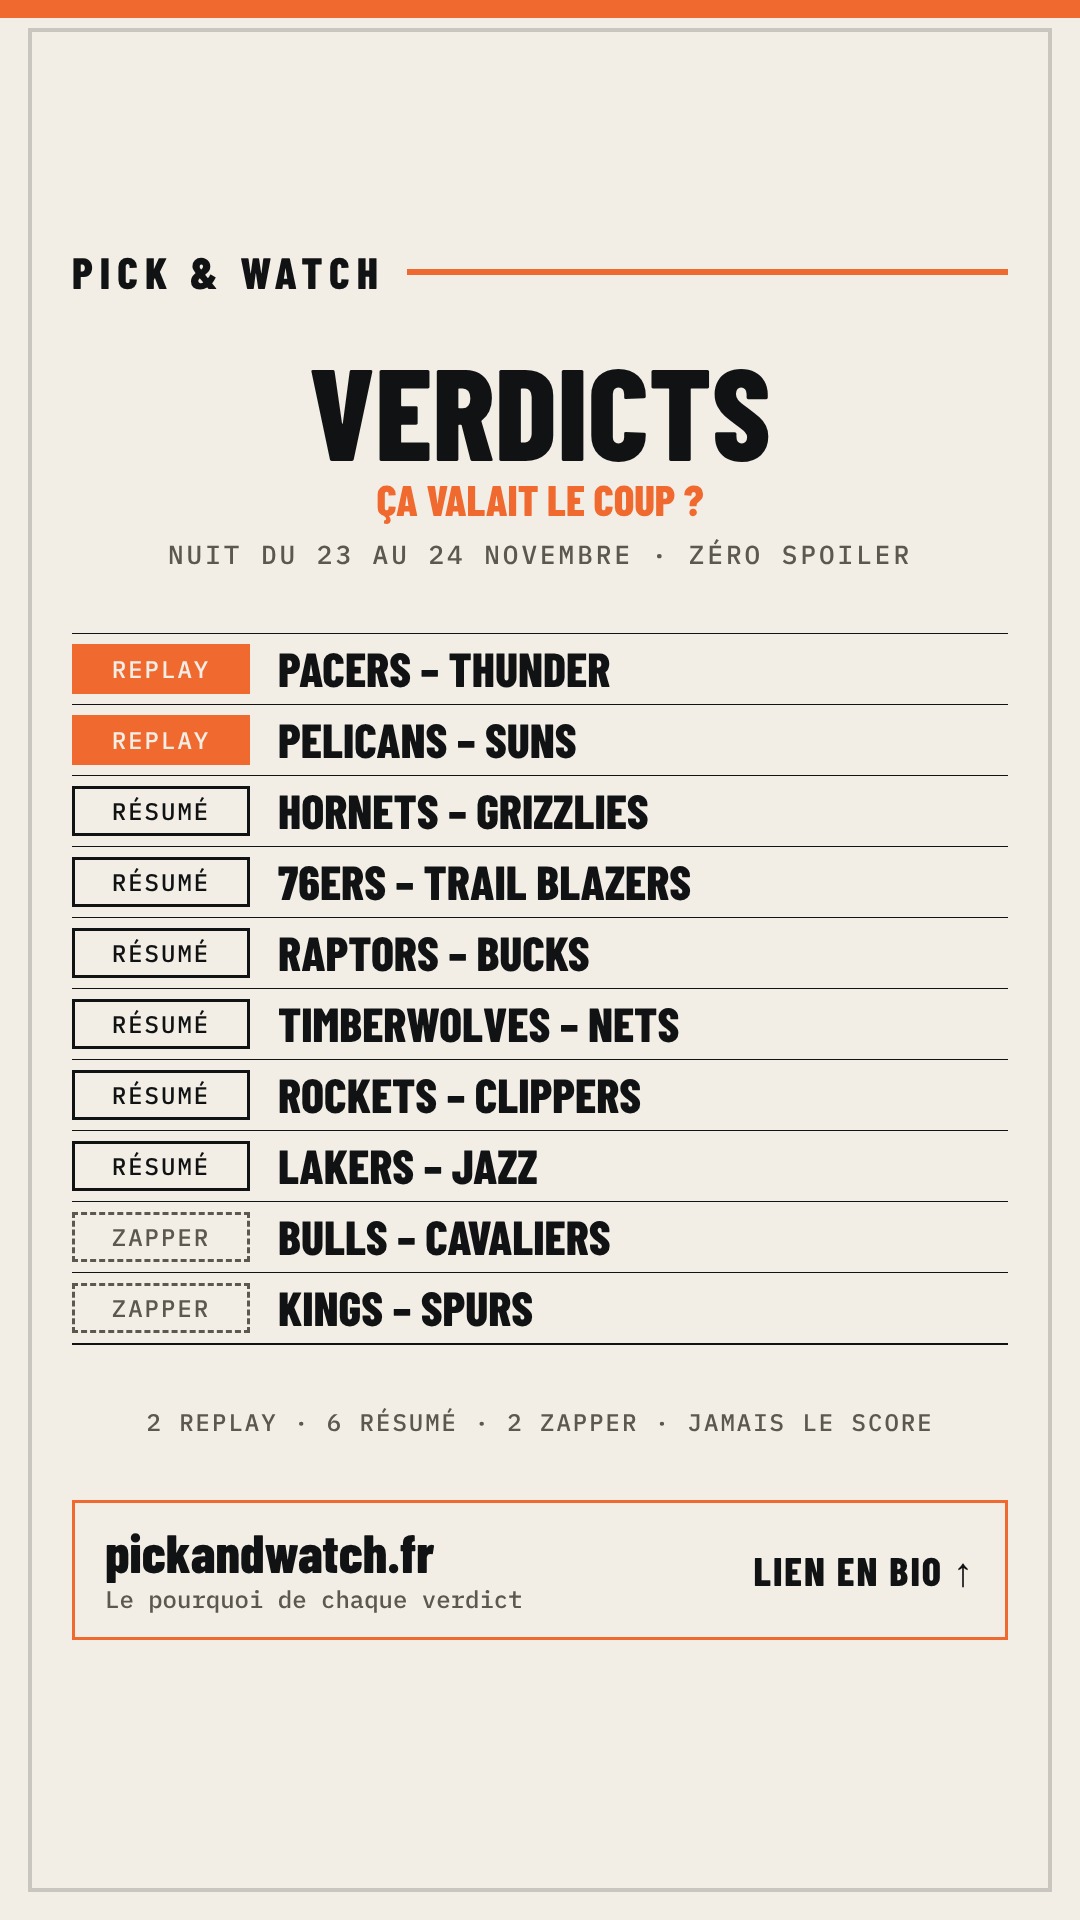 PICK & WATCH
VERDICTS
ÇA VALAIT LE COUP ?
NUIT DU 23 AU 24 NOVEMBRE · ZÉRO SPOILER
REPLAY PACERS – THUNDER
REPLAY PELICANS – SUNS
RÉSUMÉ HORNETS – GRIZZLIES
RÉSUMÉ 76ERS – TRAIL BLAZERS
RÉSUMÉ RAPTORS – BUCKS
RÉSUMÉ TIMBERWOLVES – NETS
RÉSUMÉ ROCKETS – CLIPPERS
RÉSUMÉ LAKERS – JAZZ
ZAPPER BULLS – CAVALIERS
ZAPPER KINGS – SPURS
2 REPLAY · 6 RÉSUMÉ · 2 ZAPPER · JAMAIS LE SCORE
pickandwatch.fr
Le pourquoi de chaque verdict
LIEN EN BIO ↑